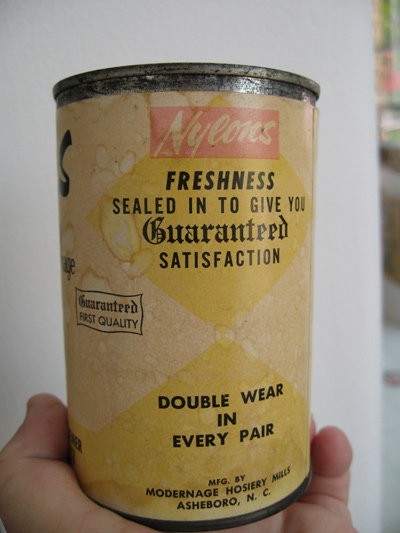 Nylons
FRESHNESS
SEALED IN TO GIVE YOU
Guaranteed
SATISFACTION
Guaranteed
FIRST QUALITY
DOUBLE WEAR
IN
EVERY PAIR
MFG. BY
MODERNAGE HOSIERY MILLS
ASHEBORO, N. C.